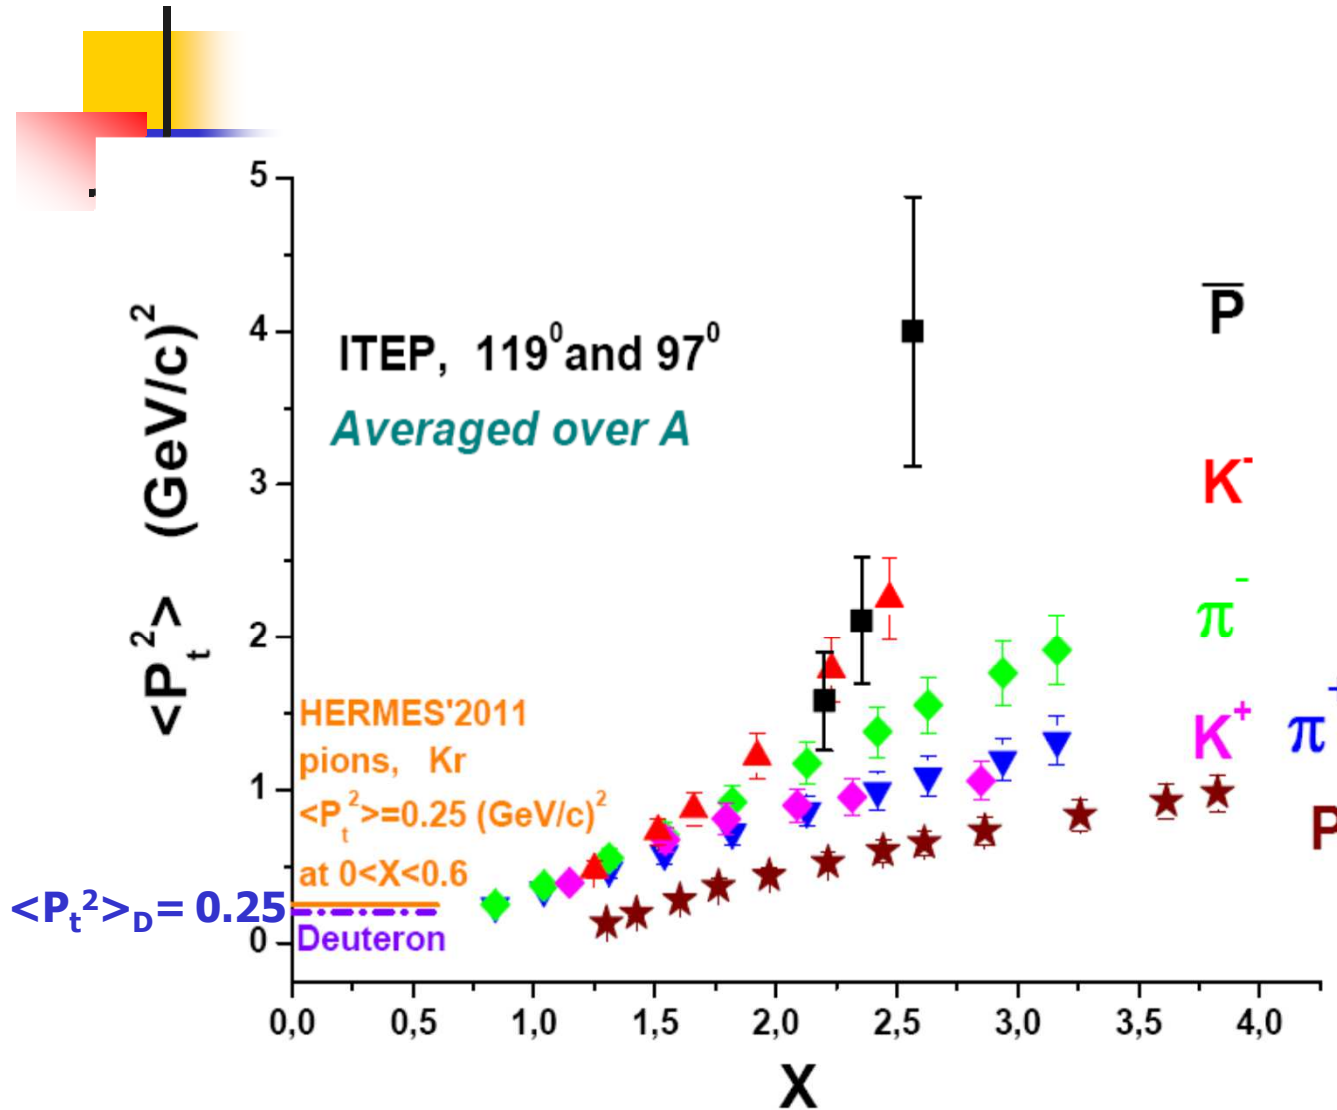 5
4
3
2
1
0
<P_t^2> (GeV/c)^2
ITEP, 119^0 and 97^0
Averaged over A
P̅
K^-
π^-
K^+
π^+
P
HERMES'2011
pions, Kr
<P_t^2>=0.25 (GeV/c)^2
at 0<X<0.6
<P_t^2>_D= 0.25
Deuteron
0,0 0,5 1,0 1,5 2,0 2,5 3,0 3,5 4,0
X